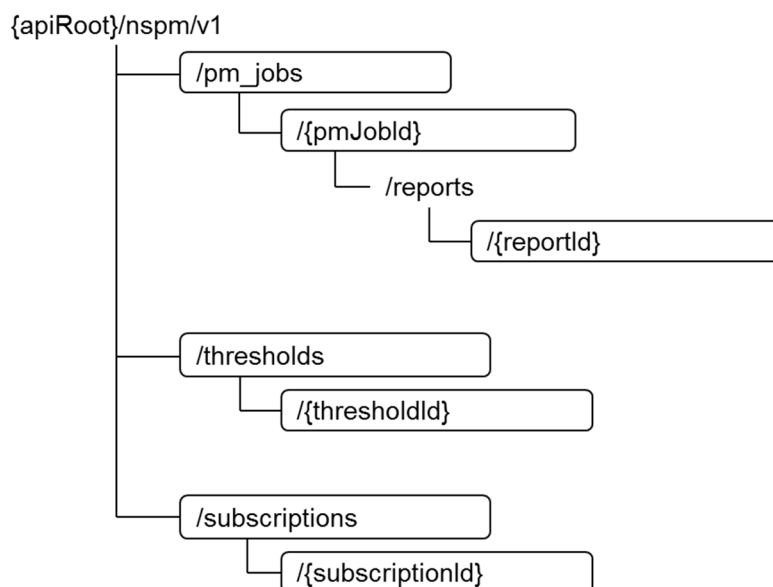 {apiRoot}/nspm/v1
/pm_jobs
/{pmJobId}
/reports
/{reportId}
/thresholds
/{thresholdId}
/subscriptions
/{subscriptionId}